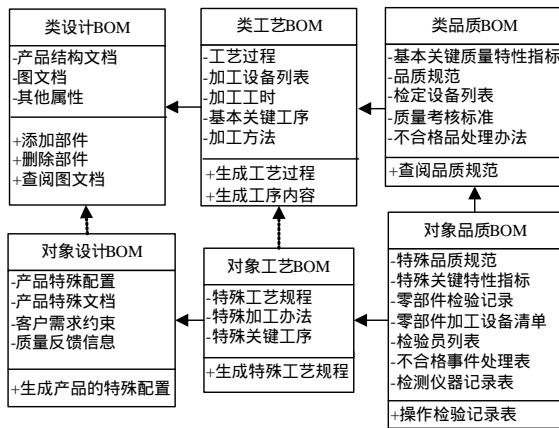 类设计BOM
-产品结构文档
-图文档
-其他属性
+添加部件
+删除部件
+查阅图文档
类工艺BOM
-工艺过程
-加工设备列表
-加工工时
-基本关键工序
-加工方法
+生成工艺过程
+生成工序内容
类品质BOM
-基本关键质量特性指标
-品质规范
-检定设备列表
-质量考核标准
-不合格品处理办法
+查阅品质规范
对象设计BOM
-产品特殊配置
-产品特殊文档
-客户需求约束
-质量反馈信息
+生成产品的特殊配置
对象工艺BOM
-特殊工艺规程
-特殊加工办法
-特殊关键工序
+生成特殊工艺规程
对象品质BOM
-特殊品质规范
-特殊关键特性指标
-零部件检验记录
-零部件加工设备清单
-检验员列表
-不合格事件处理表
-检测仪器记录表
+操作检验记录表